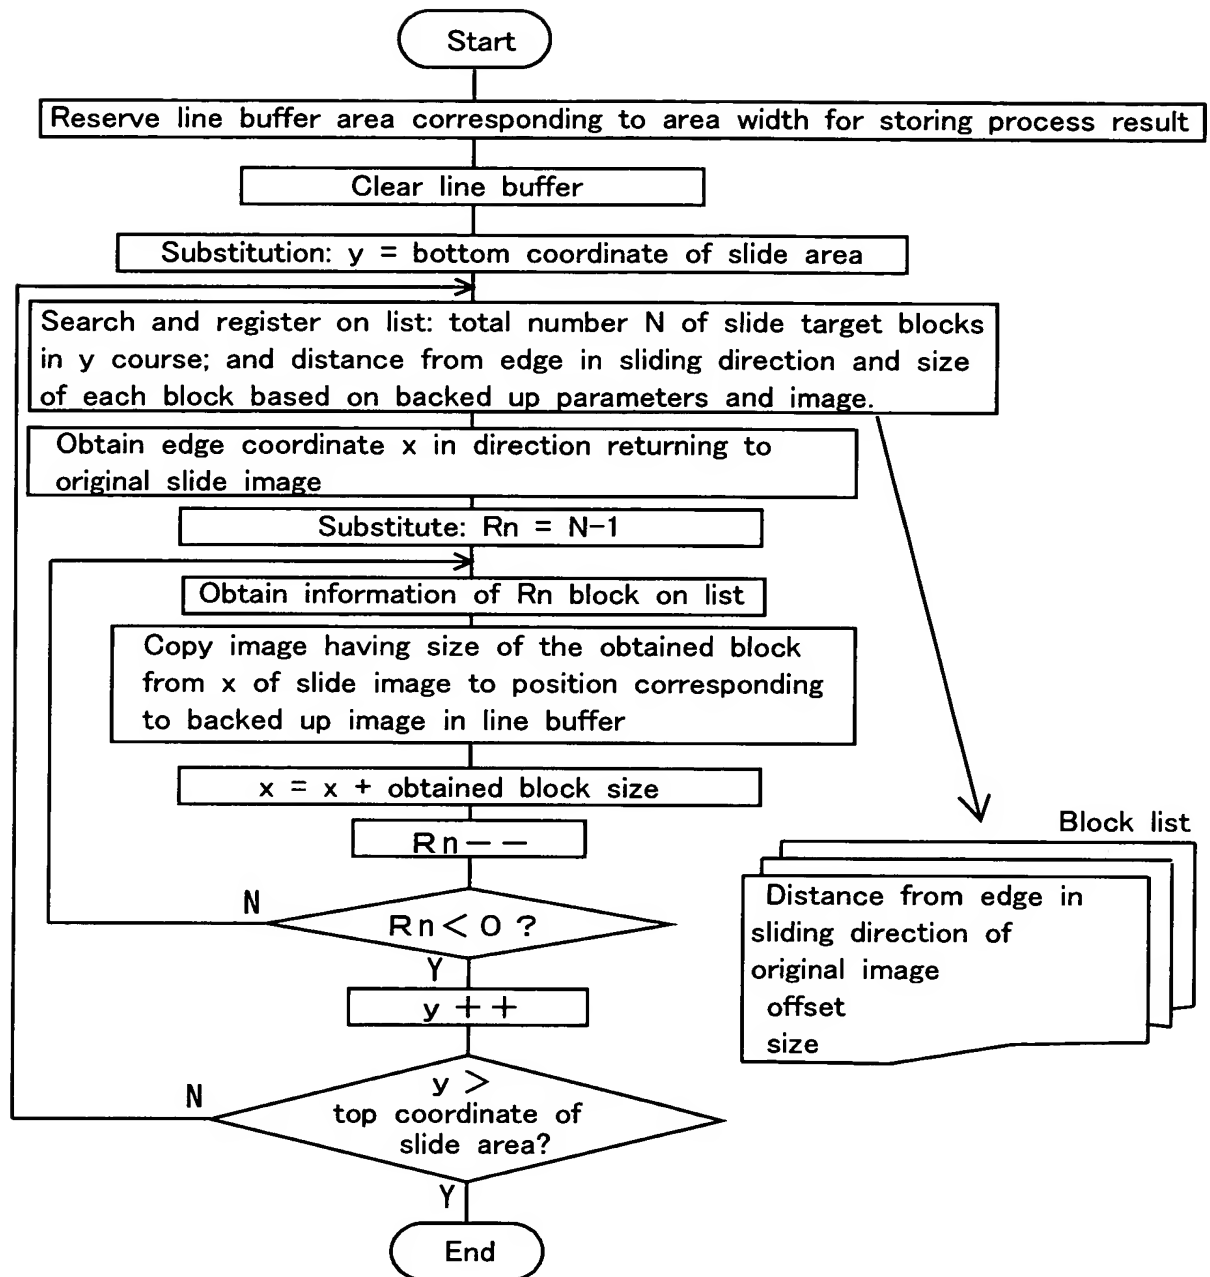 Start
Reserve line buffer area corresponding to area width for storing process result
Clear line buffer
Substitution: y = bottom coordinate of slide area
Search and register on list: total number N of slide target blocks
in y course; and distance from edge in sliding direction and size
of each block based on backed up parameters and image.
Obtain edge coordinate x in direction returning to
original slide image
Substitute: Rn = N-1
Obtain information of Rn block on list
Copy image having size of the obtained block
from x of slide image to position corresponding
to backed up image in line buffer
x = x + obtained block size
Rn--
Rn<0?
N
Y
y++
y >
top coordinate of
slide area?
N
Y
End
Block list
Distance from edge in
sliding direction of
original image
offset
size